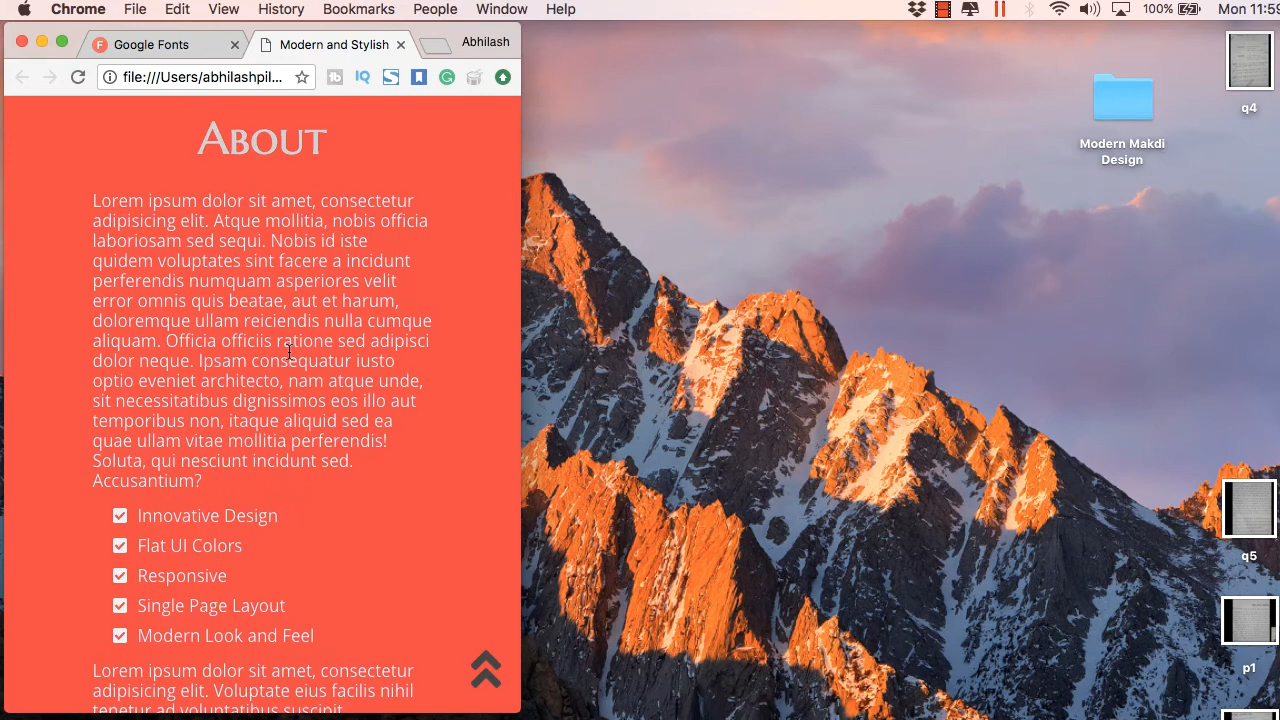 Chrome File Edit View History Bookmarks People Window Help 100% Mon 11:59
Google Fonts
Modern and Stylish
Abhilash
file:///Users/abhilashpil...
About
Lorem ipsum dolor sit amet, consectetur
adipisicing elit. Atque mollitia, nobis officia
laboriosam sed sequi. Nobis id iste
quidem voluptates sint facere a incidunt
perferendis numquam asperiores velit
error omnis quis beatae, aut et harum,
doloremque ullam reiciendis nulla cumque
aliquam. Officia officiis ratione sed adipisci
dolor neque. Ipsam consequatur iusto
optio eveniet architecto, nam atque unde,
sit necessitatibus dignissimos eos illo aut
temporibus non, itaque aliquid sed ea
quae ullam vitae mollitia perferendis!
Soluta, qui nesciunt incidunt sed.
Accusantium?
Innovative Design
Flat UI Colors
Responsive
Single Page Layout
Modern Look and Feel
Lorem ipsum dolor sit amet, consectetur
adipisicing elit. Voluptate eius facilis nihil
tenetur ad voluptatibus suscipit
Modern Makdi
Design
q4
q5
p1